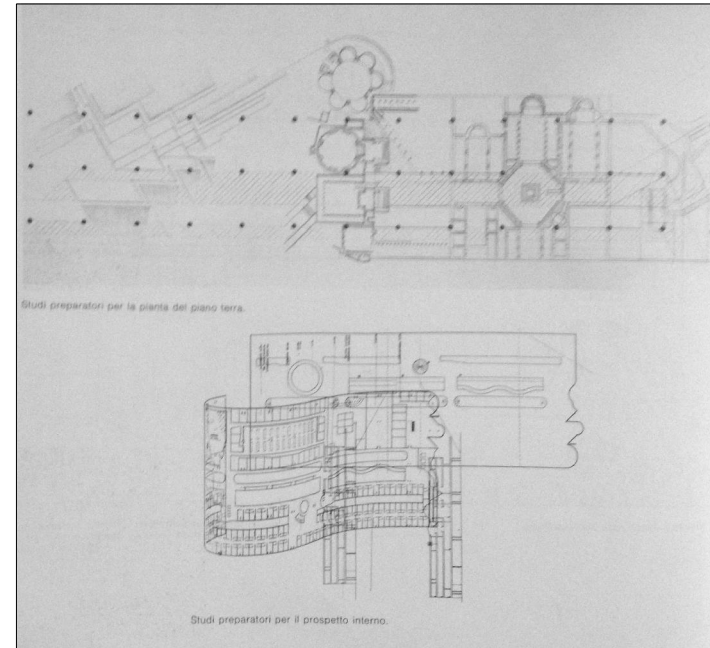 Studi preparatori per la pianta del piano terra.
Studi preparatori per il prospetto interno.